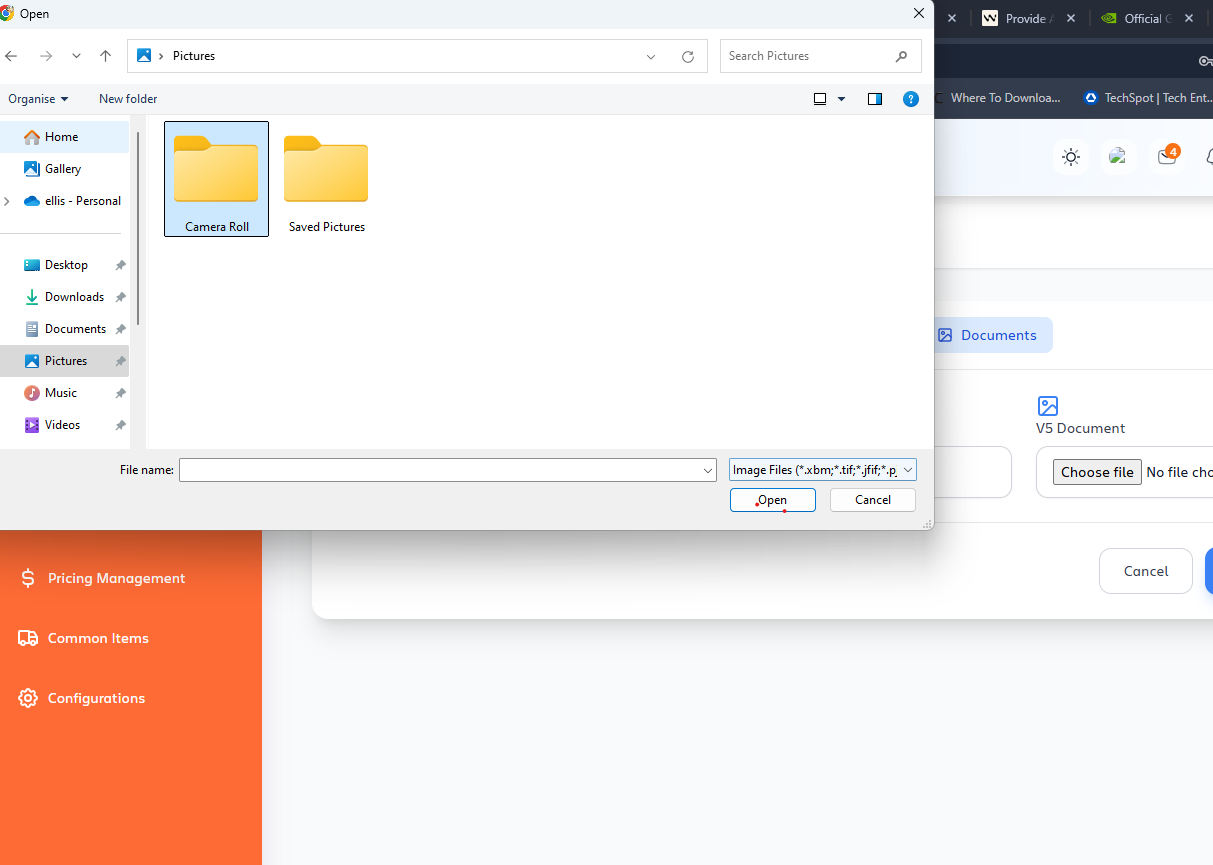 Open
Provide A
Official G
Pictures
Search Pictures
Organise
New folder
Where To Downloa...
TechSpot | Tech Ent...
Home
Gallery
ellis - Personal
4
Camera Roll
Saved Pictures
Desktop
Downloads
Documents
Pictures
Music
Videos
Documents
V5 Document
Choose file
No file cho
File name:
Image Files (*.xbm;*.tif;*.jfif;*.p
Open
Cancel
Cancel
Pricing Management
Common Items
Configurations